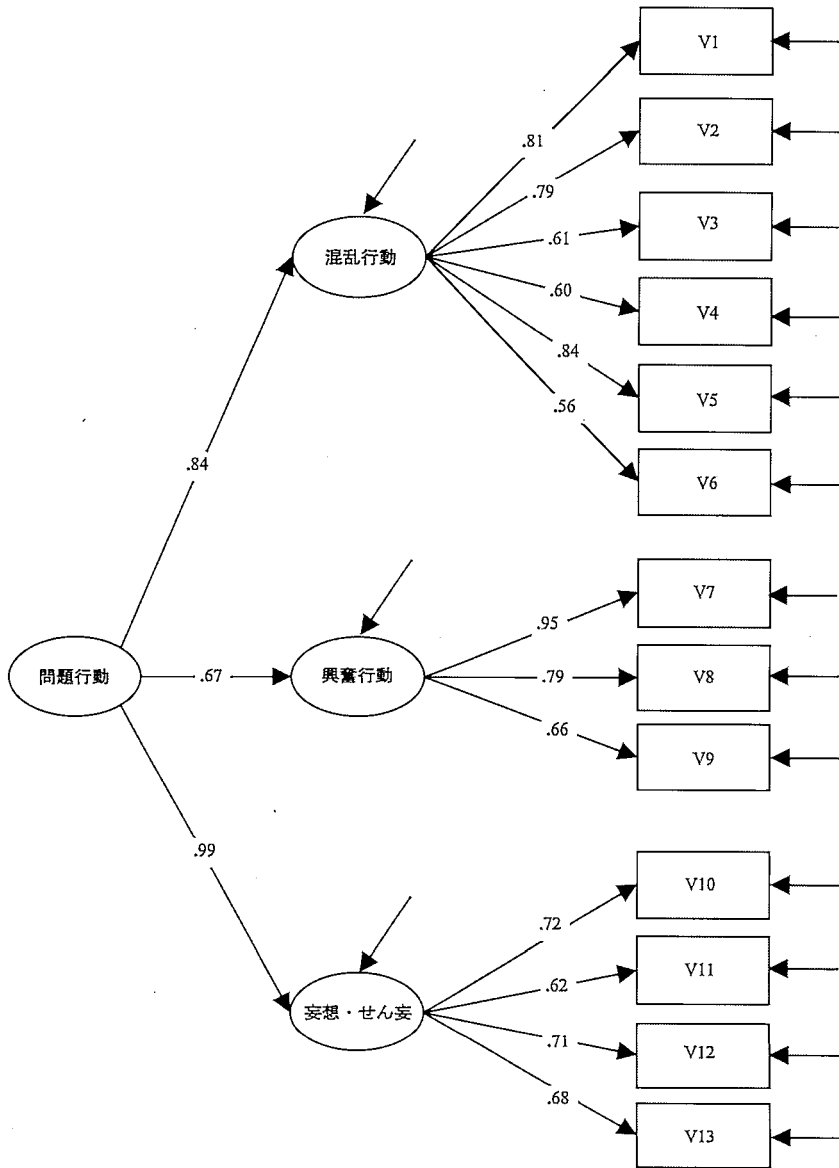 V1
.81
V2
.79
V3
.61
混乱行動
.60
V4
.84
V5
.56
V6
.84
V7
.95
問題行動
.67
興奮行動
.79
V8
.66
V9
.99
V10
.72
V11
.62
妄想・せん妄
.71
V12
.68
V13